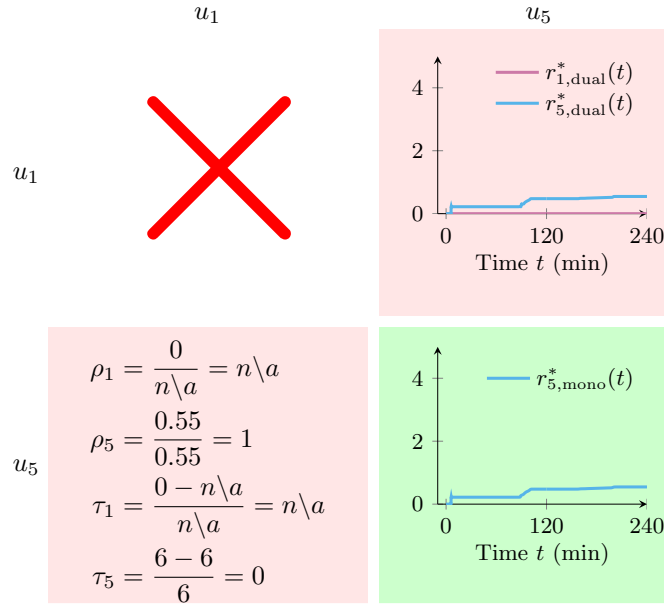 u₁ u₅
u₁
r*₁,dual(t)
r*₅,dual(t)
4
2
0
0 120 240
Time t (min)
u₅
ρ₁ = 0/n\a = n\a
ρ₅ = 0.55/0.55 = 1
τ₁ = (0 − n\a)/n\a = n\a
τ₅ = (6 − 6)/6 = 0
r*₅,mono(t)
4
2
0
0 120 240
Time t (min)